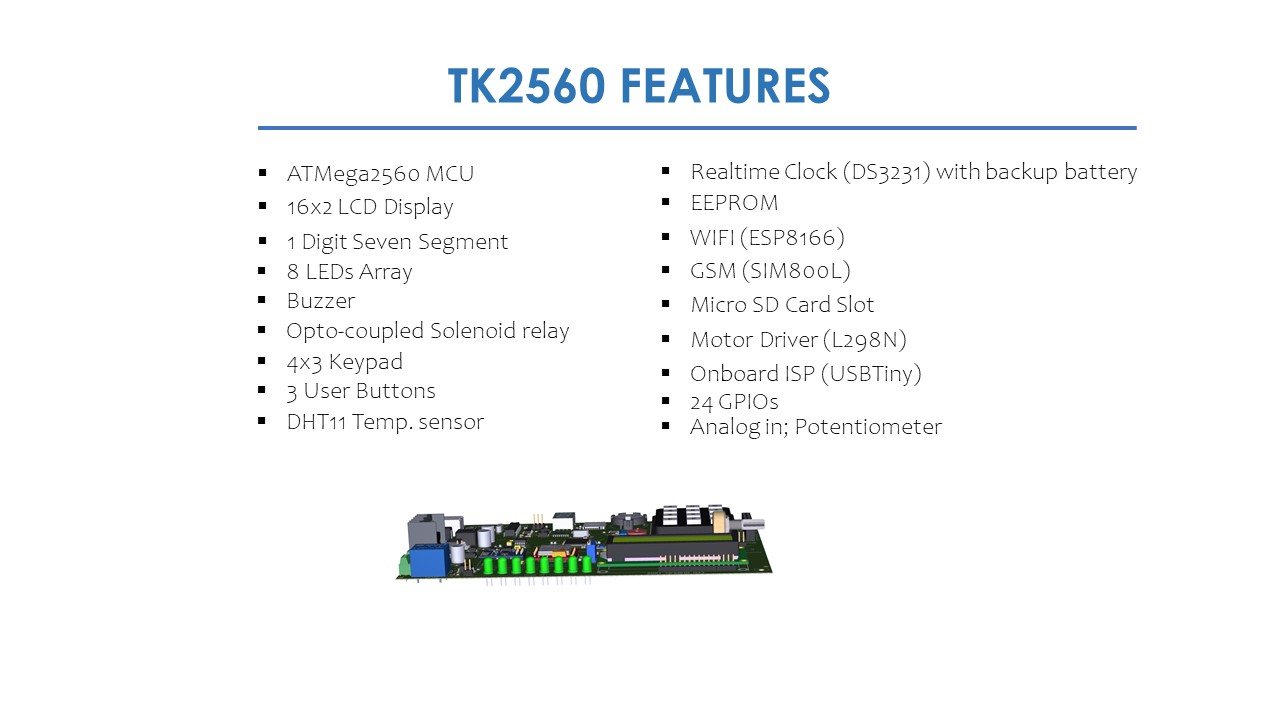 TK2560 FEATURES
ATMega2560 MCU
16x2 LCD Display
1 Digit Seven Segment
8 LEDs Array
Buzzer
Opto-coupled Solenoid relay
4x3 Keypad
3 User Buttons
DHT11 Temp. sensor
Realtime Clock (DS3231) with backup battery
EEPROM
WIFI (ESP8166)
GSM (SIM800L)
Micro SD Card Slot
Motor Driver (L298N)
Onboard ISP (USBTiny)
24 GPIOs
Analog in; Potentiometer